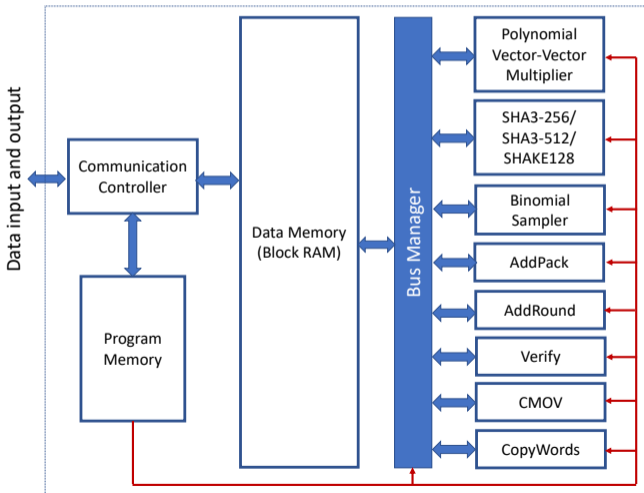 Data input and output
Communication
Controller
Program
Memory
Data Memory
(Block RAM)
Bus Manager
Polynomial
Vector-Vector
Multiplier
SHA3-256/
SHA3-512/
SHAKE128
Binomial
Sampler
AddPack
AddRound
Verify
CMOV
CopyWords